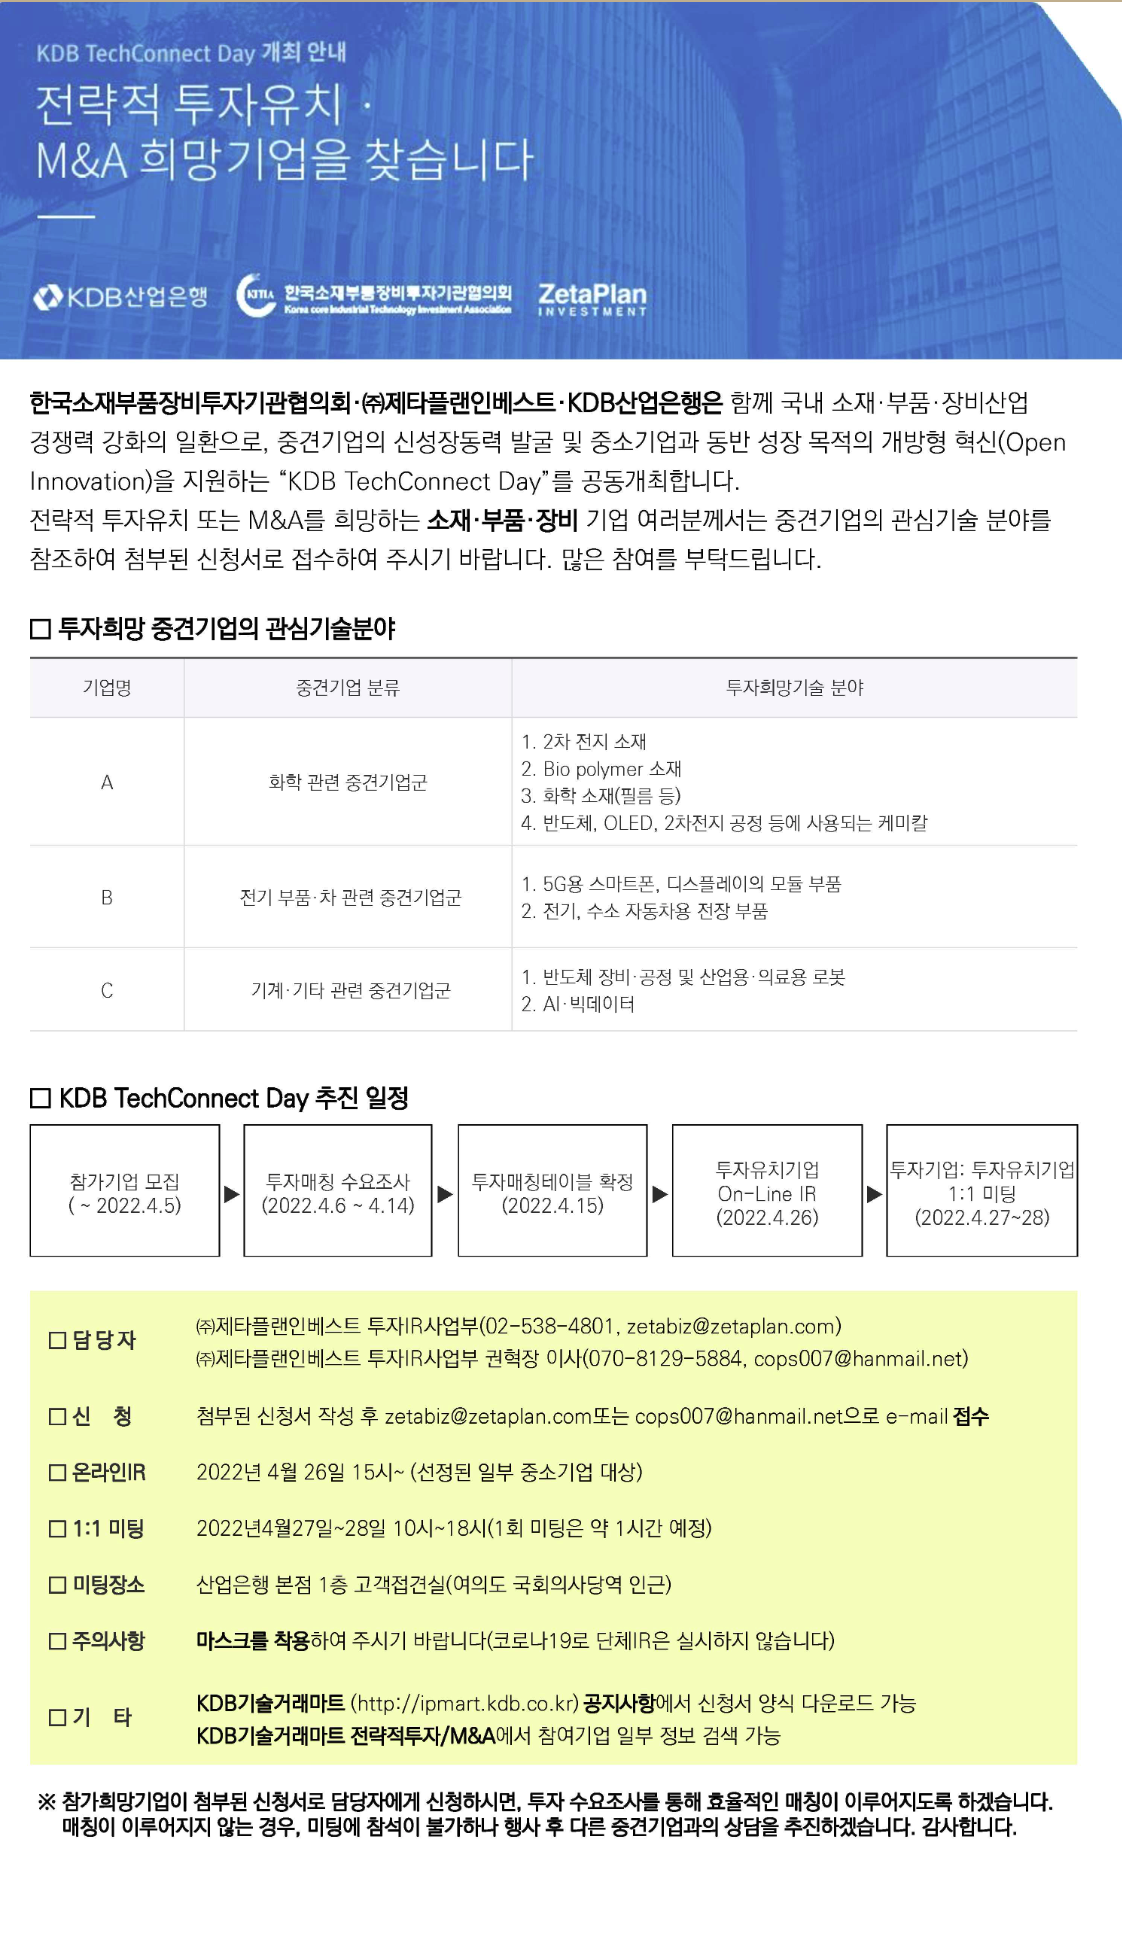 KDB TechConnect Day 개최 안내
전략적 투자유치 ·
M&A 희망기업을 찾습니다
KDB산업은행
KITIA 한국소재부품장비투자기관협의회
Korea core Industrial Technology Investment Association
ZetaPlan
INVESTMENT
한국소재부품장비투자기관협의회·㈜제타플랜인베스트·KDB산업은행은 함께 국내 소재·부품·장비산업
경쟁력 강화의 일환으로, 중견기업의 신성장동력 발굴 및 중소기업과 동반 성장 목적의 개방형 혁신(Open
Innovation)을 지원하는 “KDB TechConnect Day”를 공동개최합니다.
전략적 투자유치 또는 M&A를 희망하는 소재·부품·장비 기업 여러분께서는 중견기업의 관심기술 분야를
참조하여 첨부된 신청서로 접수하여 주시기 바랍니다. 많은 참여를 부탁드립니다.
□ 투자희망 중견기업의 관심기술분야
기업명 중견기업 분류 투자희망기술 분야
A 화학 관련 중견기업군
1. 2차 전지 소재
2. Bio polymer 소재
3. 화학 소재(필름 등)
4. 반도체, OLED, 2차전지 공정 등에 사용되는 케미칼
B 전기 부품·차 관련 중견기업군
1. 5G용 스마트폰, 디스플레이의 모듈 부품
2. 전기, 수소 자동차용 전장 부품
C 기계·기타 관련 중견기업군
1. 반도체 장비·공정 및 산업용·의료용 로봇
2. AI·빅데이터
□ KDB TechConnect Day 추진 일정
참가기업 모집
( ~ 2022.4.5)
▶
투자매칭 수요조사
(2022.4.6 ~ 4.14)
▶
투자매칭테이블 확정
(2022.4.15)
▶
투자유치기업
On-Line IR
(2022.4.26)
▶
투자기업: 투자유치기업
1:1 미팅
(2022.4.27~28)
□ 담당자
㈜제타플랜인베스트 투자IR사업부(02-538-4801, zetabiz@zetaplan.com)
㈜제타플랜인베스트 투자IR사업부 권혁장 이사(070-8129-5884, cops007@hanmail.net)
□ 신 청 첨부된 신청서 작성 후 zetabiz@zetaplan.com또는 cops007@hanmail.net으로 e-mail 접수
□ 온라인IR 2022년 4월 26일 15시~ (선정된 일부 중소기업 대상)
□ 1:1 미팅 2022년4월27일~28일 10시~18시(1회 미팅은 약 1시간 예정)
□ 미팅장소 산업은행 본점 1층 고객접견실(여의도 국회의사당역 인근)
□ 주의사항 마스크를 착용하여 주시기 바랍니다(코로나19로 단체IR은 실시하지 않습니다)
□ 기 타
KDB기술거래마트 (http://ipmart.kdb.co.kr) 공지사항에서 신청서 양식 다운로드 가능
KDB기술거래마트 전략적투자/M&A에서 참여기업 일부 정보 검색 가능
※ 참가희망기업이 첨부된 신청서로 담당자에게 신청하시면, 투자 수요조사를 통해 효율적인 매칭이 이루어지도록 하겠습니다.
매칭이 이루어지지 않는 경우, 미팅에 참석이 불가하나 행사 후 다른 중견기업과의 상담을 추진하겠습니다. 감사합니다.